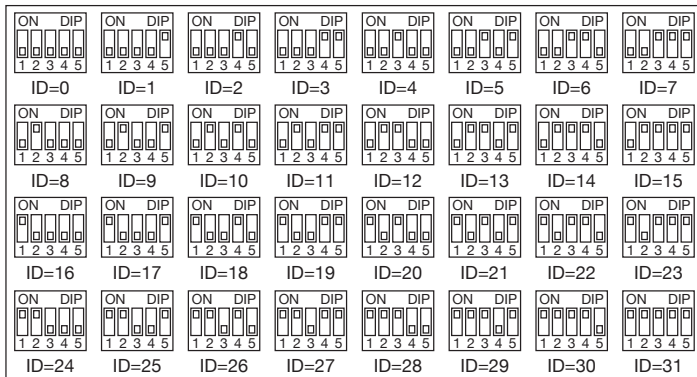 ON DIP ON DIP ON DIP ON DIP ON DIP ON DIP ON DIP ON DIP
1 2 3 4 5 1 2 3 4 5 1 2 3 4 5 1 2 3 4 5 1 2 3 4 5 1 2 3 4 5 1 2 3 4 5 1 2 3 4 5
ID=0 ID=1 ID=2 ID=3 ID=4 ID=5 ID=6 ID=7
ON DIP ON DIP ON DIP ON DIP ON DIP ON DIP ON DIP ON DIP
1 2 3 4 5 1 2 3 4 5 1 2 3 4 5 1 2 3 4 5 1 2 3 4 5 1 2 3 4 5 1 2 3 4 5 1 2 3 4 5
ID=8 ID=9 ID=10 ID=11 ID=12 ID=13 ID=14 ID=15
ON DIP ON DIP ON DIP ON DIP ON DIP ON DIP ON DIP ON DIP
1 2 3 4 5 1 2 3 4 5 1 2 3 4 5 1 2 3 4 5 1 2 3 4 5 1 2 3 4 5 1 2 3 4 5 1 2 3 4 5
ID=16 ID=17 ID=18 ID=19 ID=20 ID=21 ID=22 ID=23
ON DIP ON DIP ON DIP ON DIP ON DIP ON DIP ON DIP ON DIP
1 2 3 4 5 1 2 3 4 5 1 2 3 4 5 1 2 3 4 5 1 2 3 4 5 1 2 3 4 5 1 2 3 4 5 1 2 3 4 5
ID=24 ID=25 ID=26 ID=27 ID=28 ID=29 ID=30 ID=31